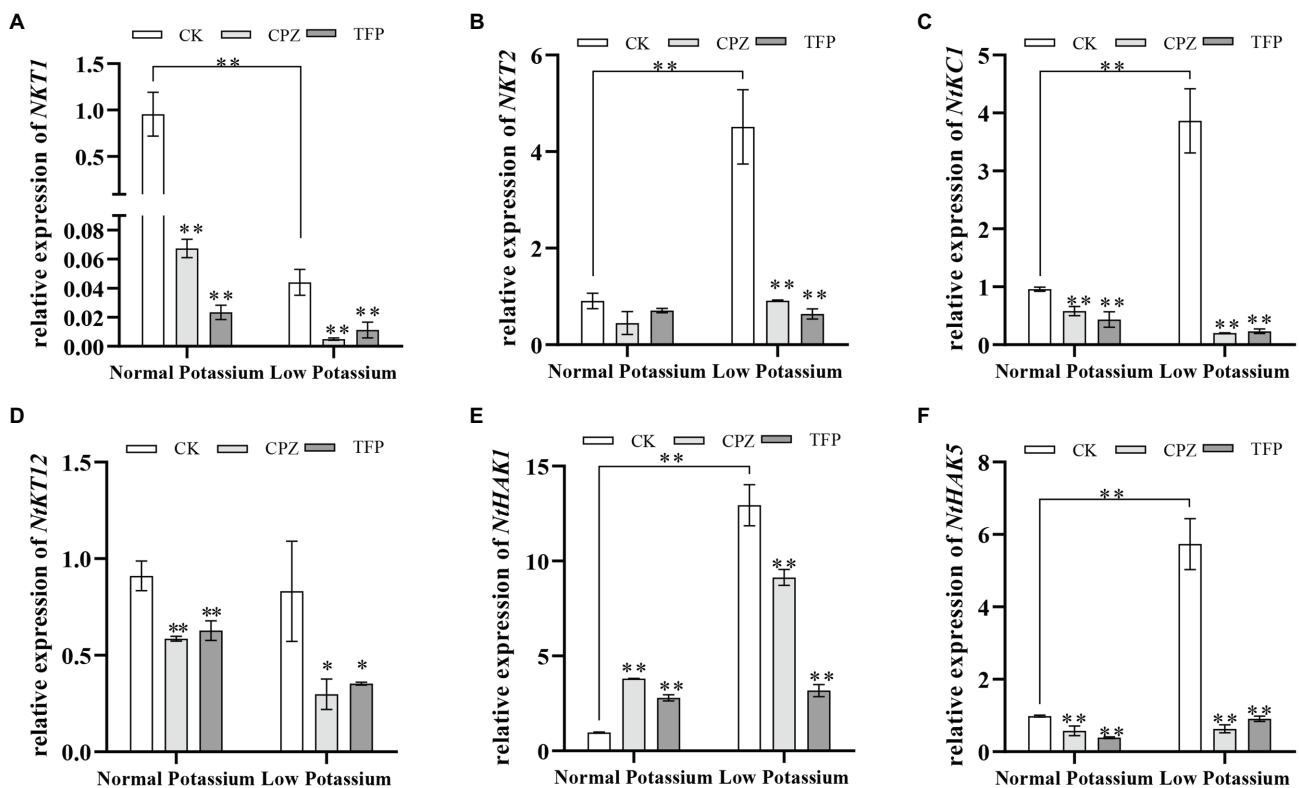 A
CK CPZ TFP
relative expression of NKT1
1.5
1.0
0.5
0.08
0.06
0.04
0.02
0.00
**
**
**
**
**
Normal Potassium Low Potassium
B
CK CPZ TFP
relative expression of NKT2
6
4
2
0
**
**
**
Normal Potassium Low Potassium
C
CK CPZ TFP
relative expression of NtKC1
5
4
3
2
1
0
**
**
**
**
**
Normal Potassium Low Potassium
D
CK CPZ TFP
relative expression of NtKT12
1.5
1.0
0.5
0.0
**
**
*
*
Normal Potassium Low Potassium
E
CK CPZ TFP
relative expression of NtHAK1
15
10
5
0
**
**
**
**
**
Normal Potassium Low Potassium
F
CK CPZ TFP
relative expression of NtHAK5
8
6
4
2
0
**
**
**
**
**
Normal Potassium Low Potassium